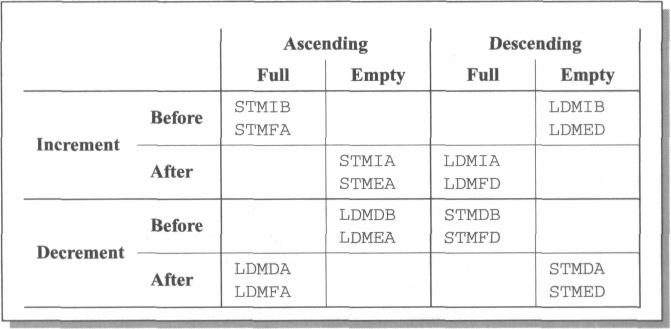 Ascending Descending
Full Empty Full Empty
Increment Before STMIB LDMIB
STMFA LDMED
After STMIA LDMIA
STMEA LDMFD
Decrement Before LDMDB STMDB
LDMEA STMFD
After LDMDA STMDA
LDMFA STMED